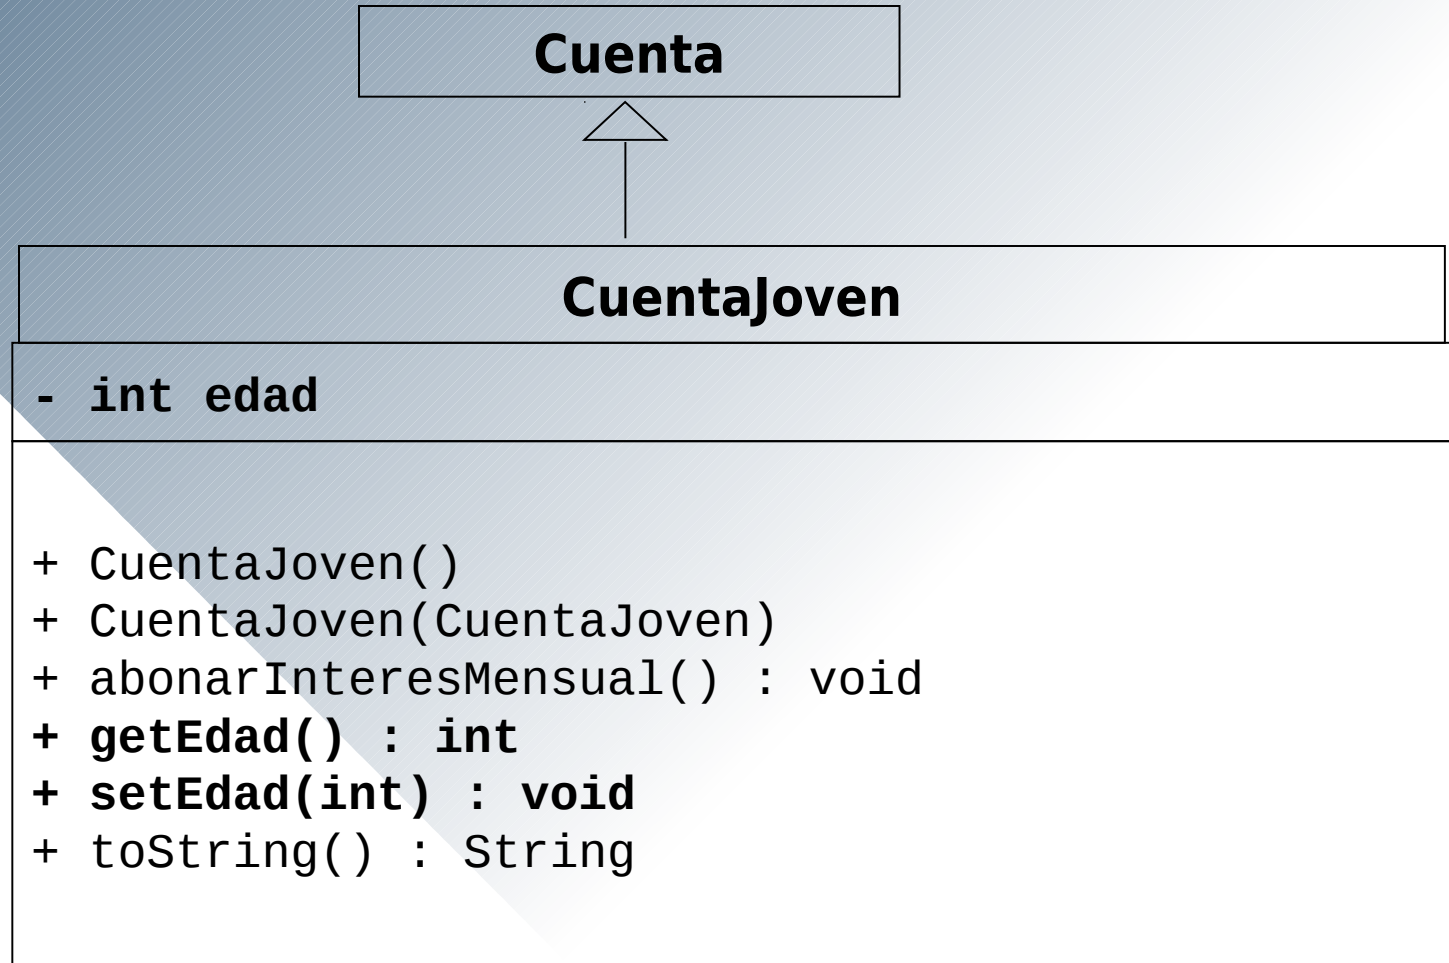 Cuenta
CuentaJoven
- int edad
+ CuentaJoven()
+ CuentaJoven(CuentaJoven)
+ abonarInteresMensual() : void
+ getEdad() : int
+ setEdad(int) : void
+ toString() : String